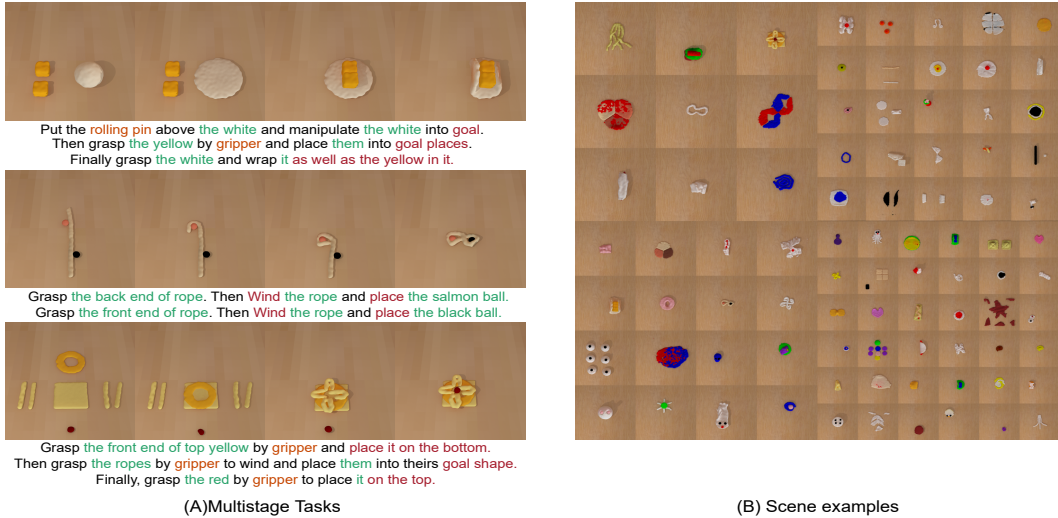 Put the rolling pin above the white and manipulate the white into goal.
Then grasp the yellow by gripper and place them into goal places.
Finally grasp the white and wrap it as well as the yellow in it.
Grasp the back end of rope. Then Wind the rope and place the salmon ball.
Grasp the front end of rope. Then Wind the rope and place the black ball.
Grasp the front end of top yellow by gripper and place it on the bottom.
Then grasp the ropes by gripper to wind and place them into theirs goal shape.
Finally, grasp the red by gripper to place it on the top.
(A)Multistage Tasks
(B) Scene examples